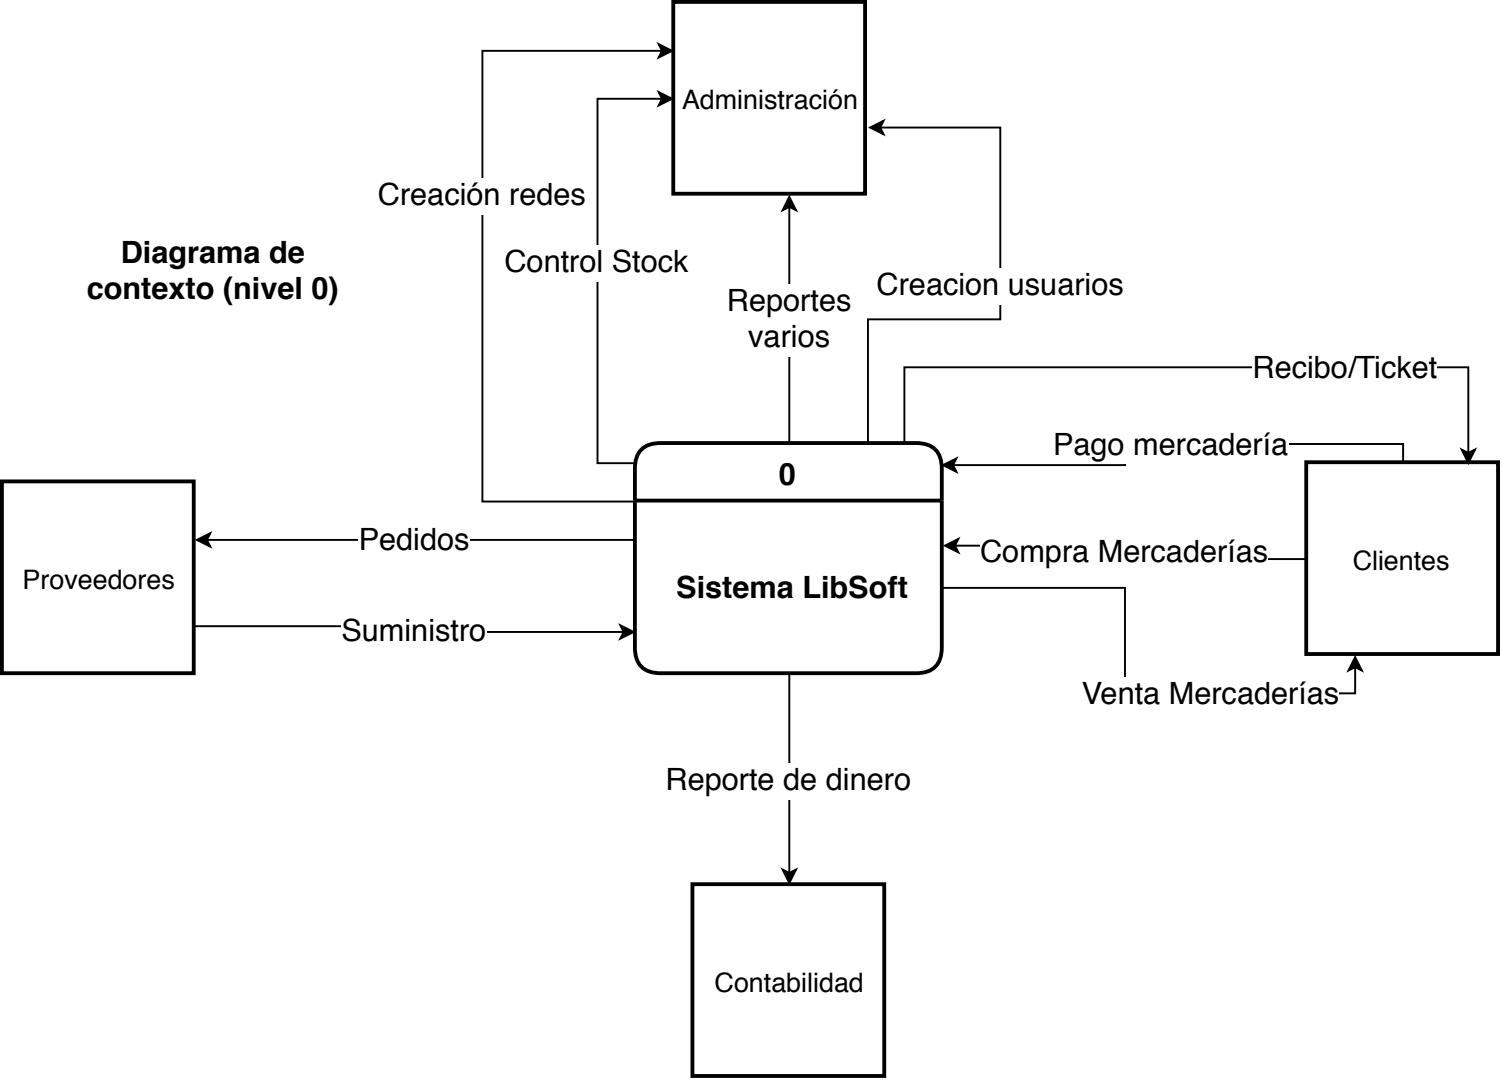 Administración
Creación redes
Diagrama de
contexto (nivel 0)
Control Stock
Reportes
varios
Creacion usuarios
Recibo/Ticket
Pago mercadería
0
Pedidos
Compra Mercaderías
Clientes
Proveedores
Sistema LibSoft
Suministro
Venta Mercaderías
Reporte de dinero
Contabilidad